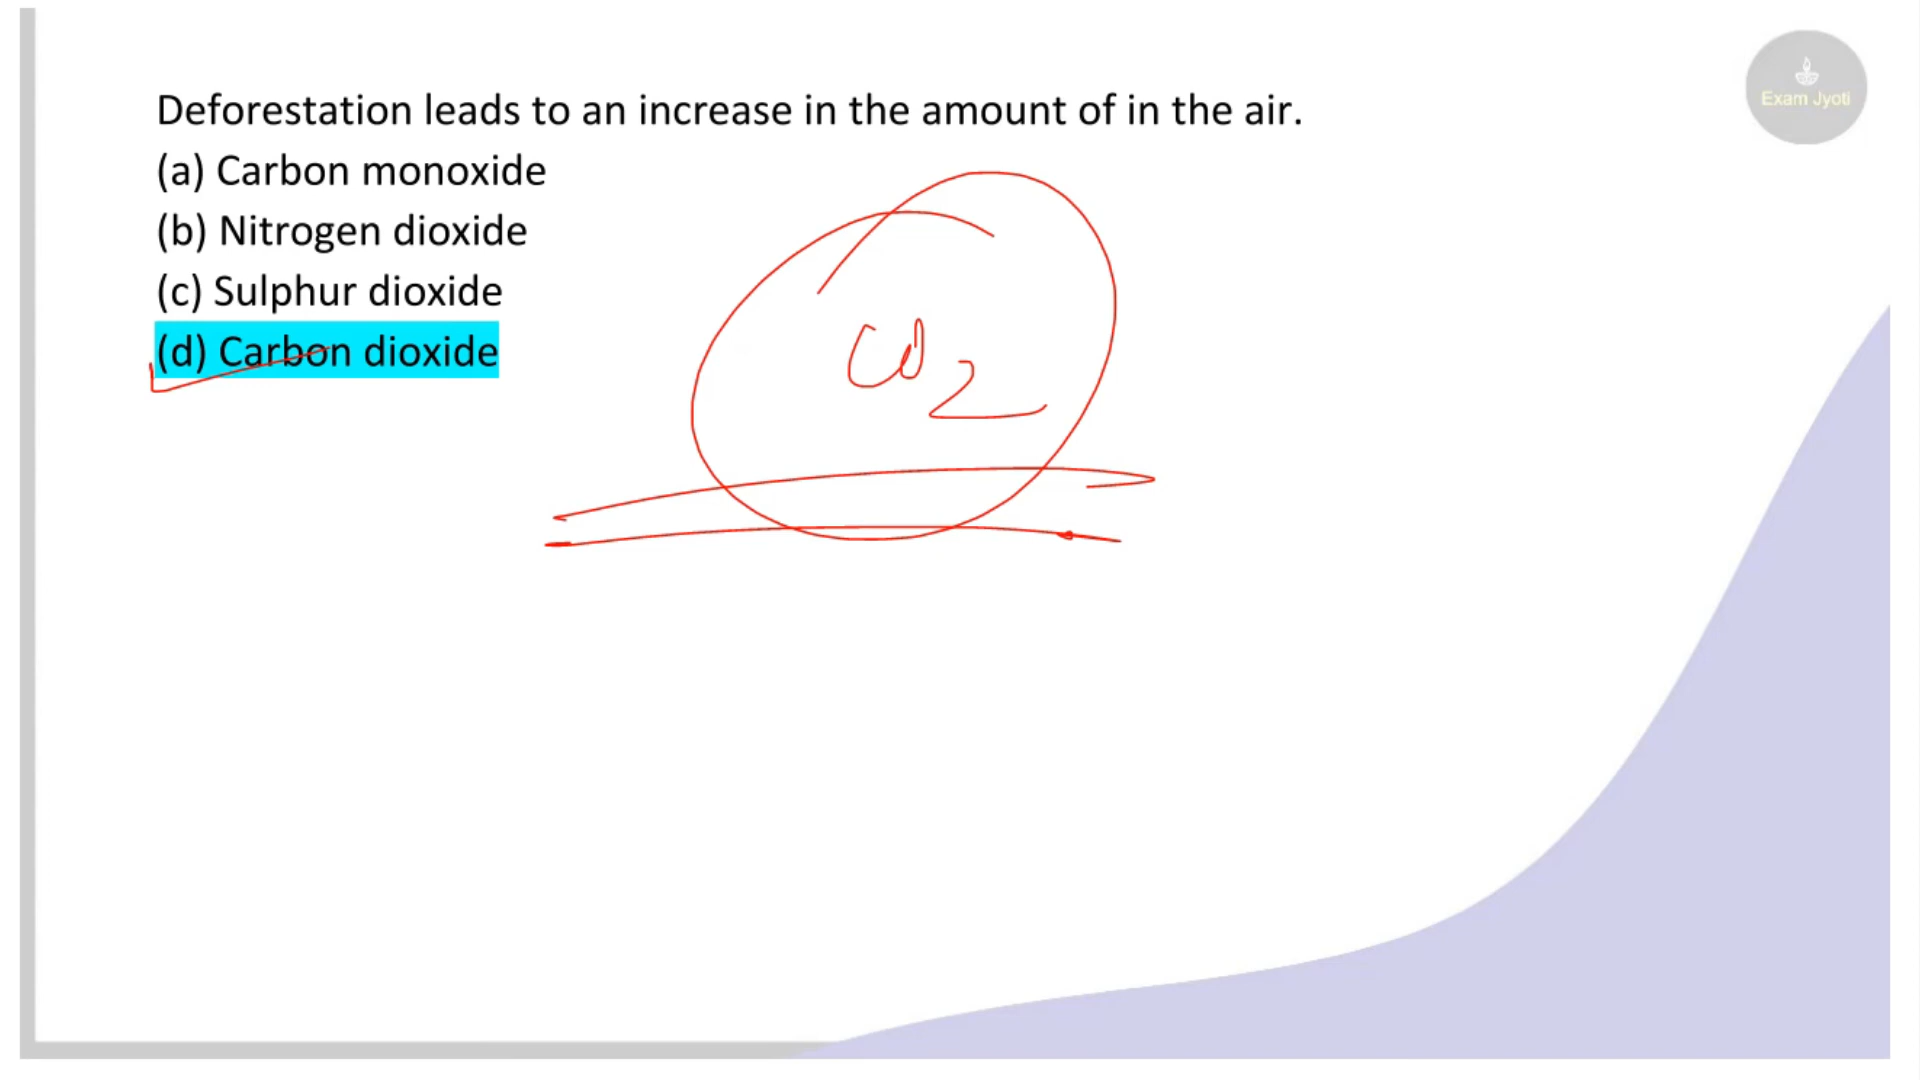 Deforestation leads to an increase in the amount of in the air.
(a) Carbon monoxide
(b) Nitrogen dioxide
(c) Sulphur dioxide
(d) Carbon dioxide
CO2
Exam Jyoti